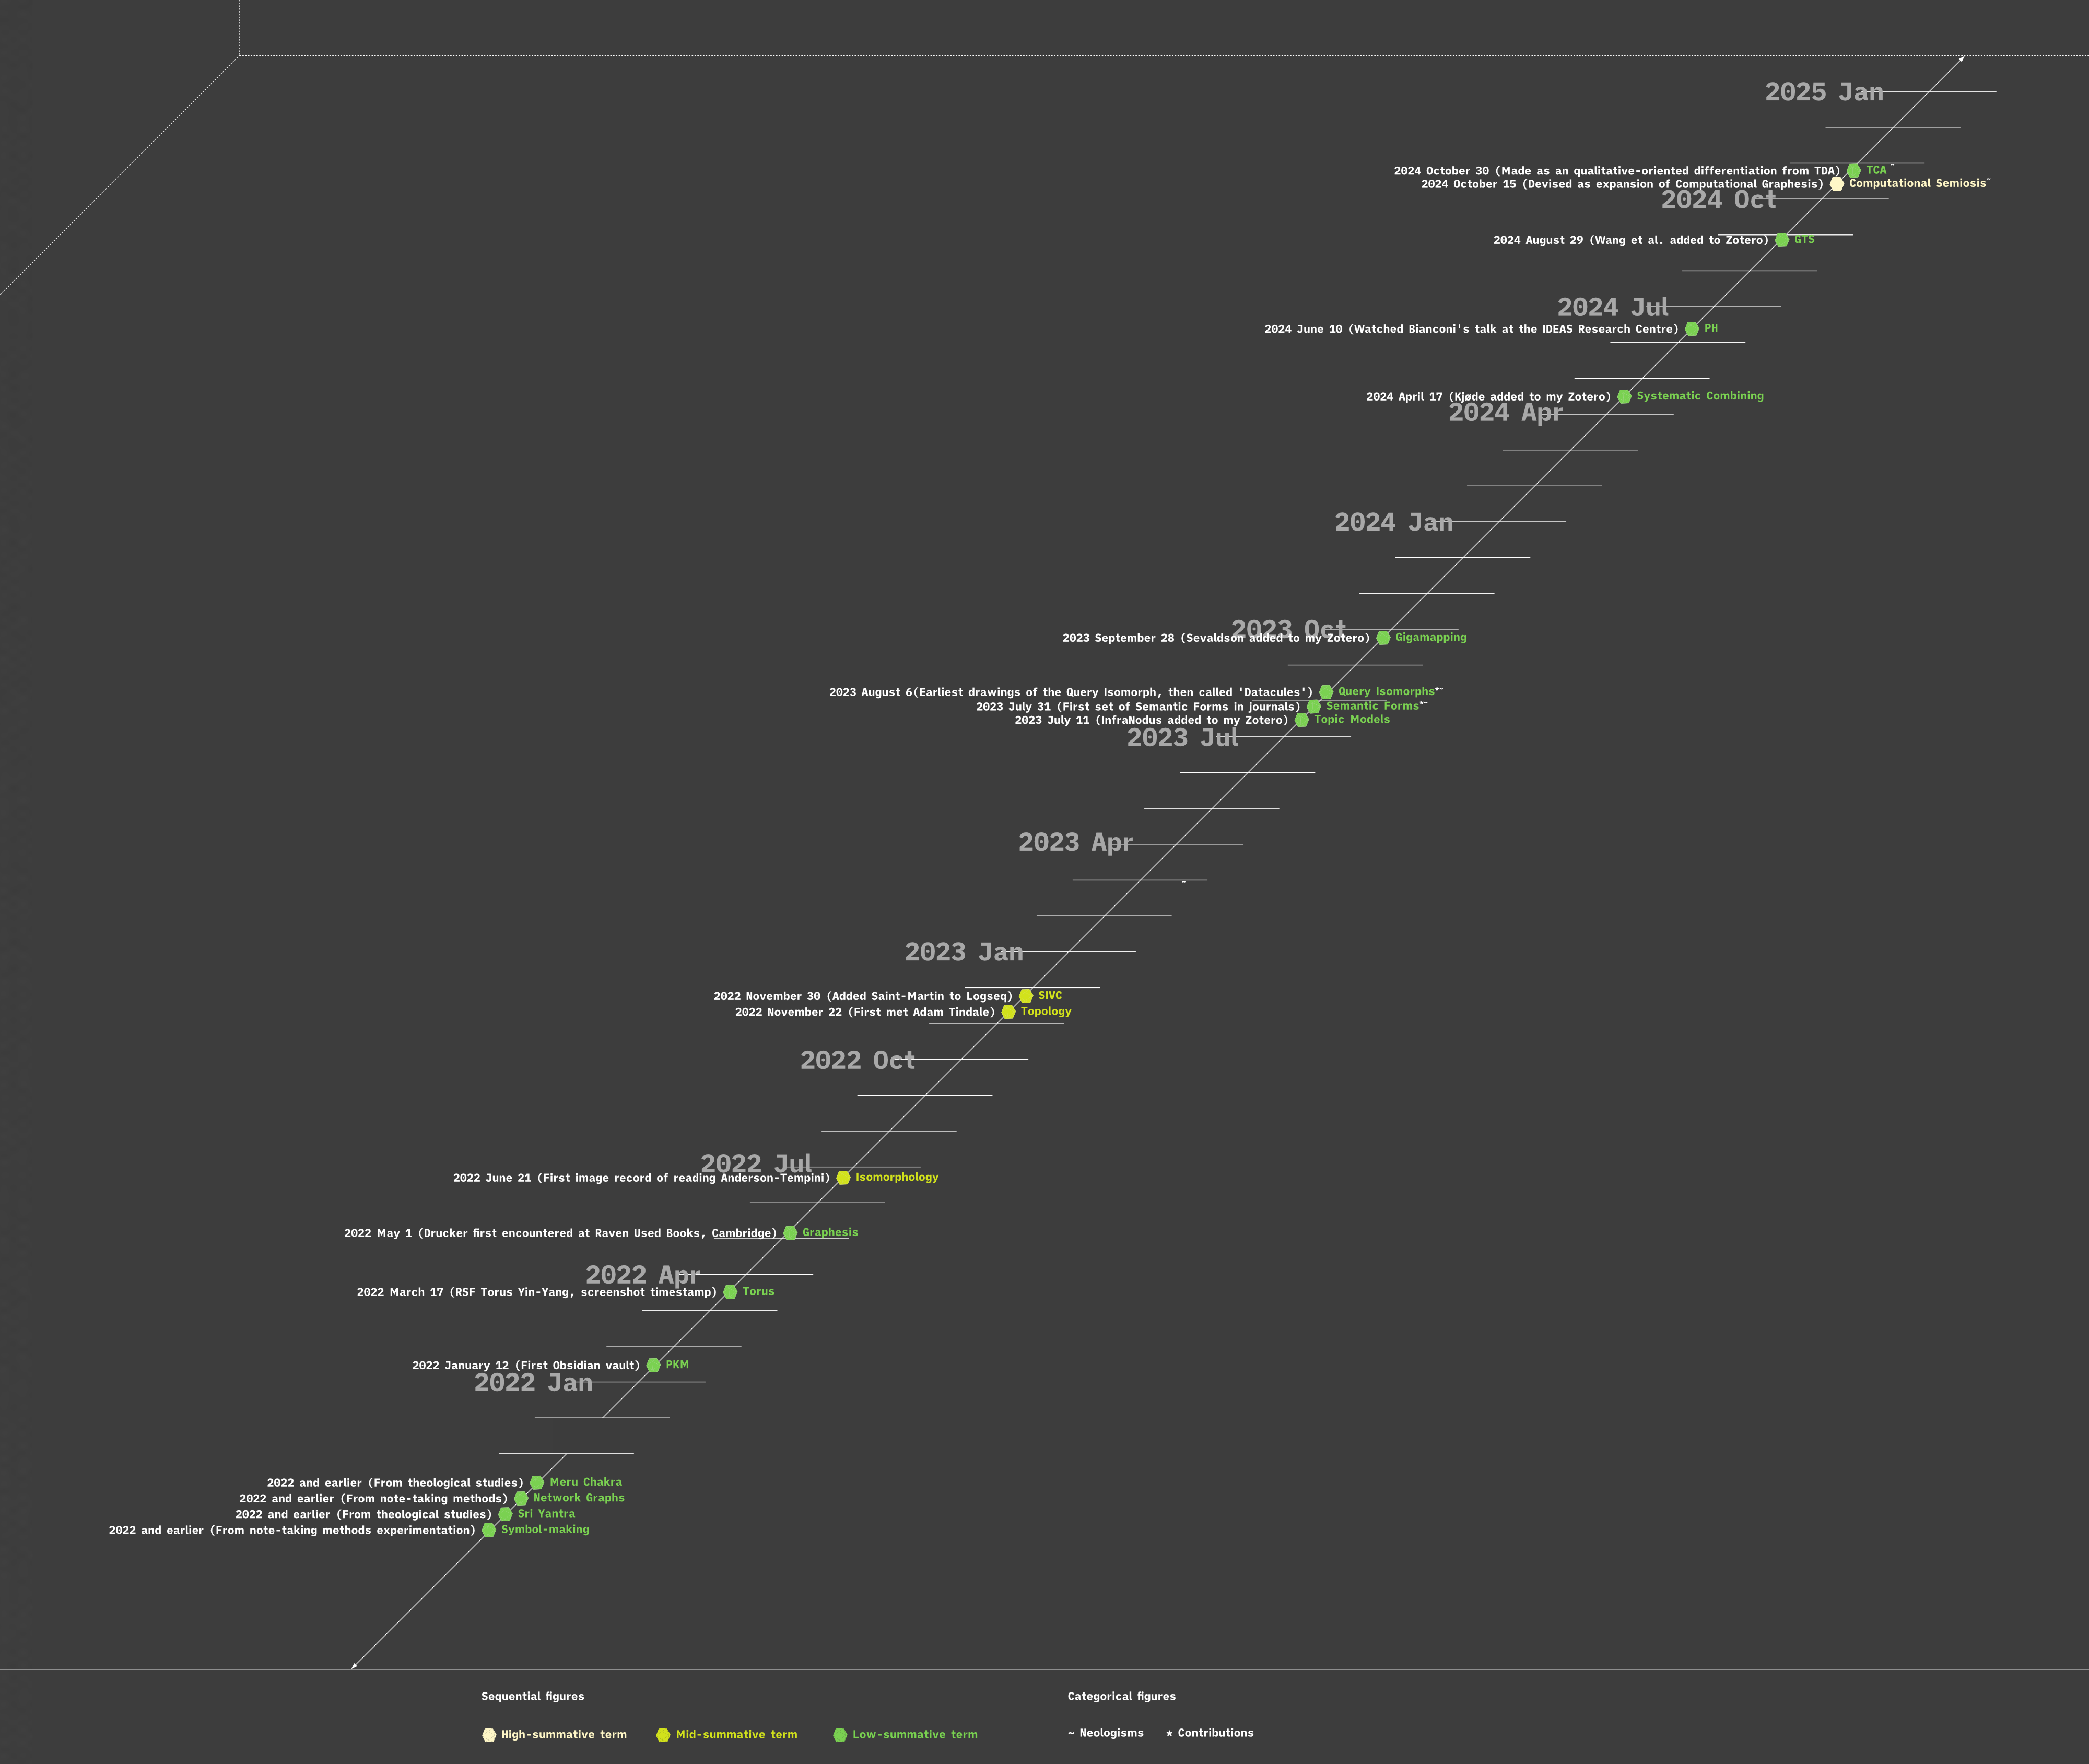 2025 Jan
2024 October 30 (Made as an qualitative-oriented differentiation from TDA) TCA ~
2024 October 15 (Devised as expansion of Computational Graphesis) Computational Semiosis~
2024 Oct
2024 August 29 (Wang et al. added to Zotero) GTS
2024 Jul
2024 June 10 (Watched Bianconi's talk at the IDEAS Research Centre) PH
2024 April 17 (Kjøde added to my Zotero) Systematic Combining
2024 Apr
2024 Jan
2023 Oct
2023 September 28 (Sevaldson added to my Zotero) Gigamapping
2023 August 6(Earliest drawings of the Query Isomorph, then called 'Datacules') Query Isomorphs*~
2023 July 31 (First set of Semantic Forms in journals) Semantic Forms*~
2023 July 11 (InfraNodus added to my Zotero) Topic Models
2023 Jul
2023 Apr
~
2023 Jan
2022 November 30 (Added Saint-Martin to Logseq) SIVC
2022 November 22 (First met Adam Tindale) Topology
2022 Oct
2022 Jul
2022 June 21 (First image record of reading Anderson-Tempini) Isomorphology
2022 May 1 (Drucker first encountered at Raven Used Books, Cambridge) Graphesis
2022 Apr
2022 March 17 (RSF Torus Yin-Yang, screenshot timestamp) Torus
2022 January 12 (First Obsidian vault) PKM
2022 Jan
2022 and earlier (From theological studies) Meru Chakra
2022 and earlier (From note-taking methods) Network Graphs
2022 and earlier (From theological studies) Sri Yantra
2022 and earlier (From note-taking methods experimentation) Symbol-making
Sequential figures
High-summative term Mid-summative term Low-summative term
Categorical figures
~ Neologisms * Contributions